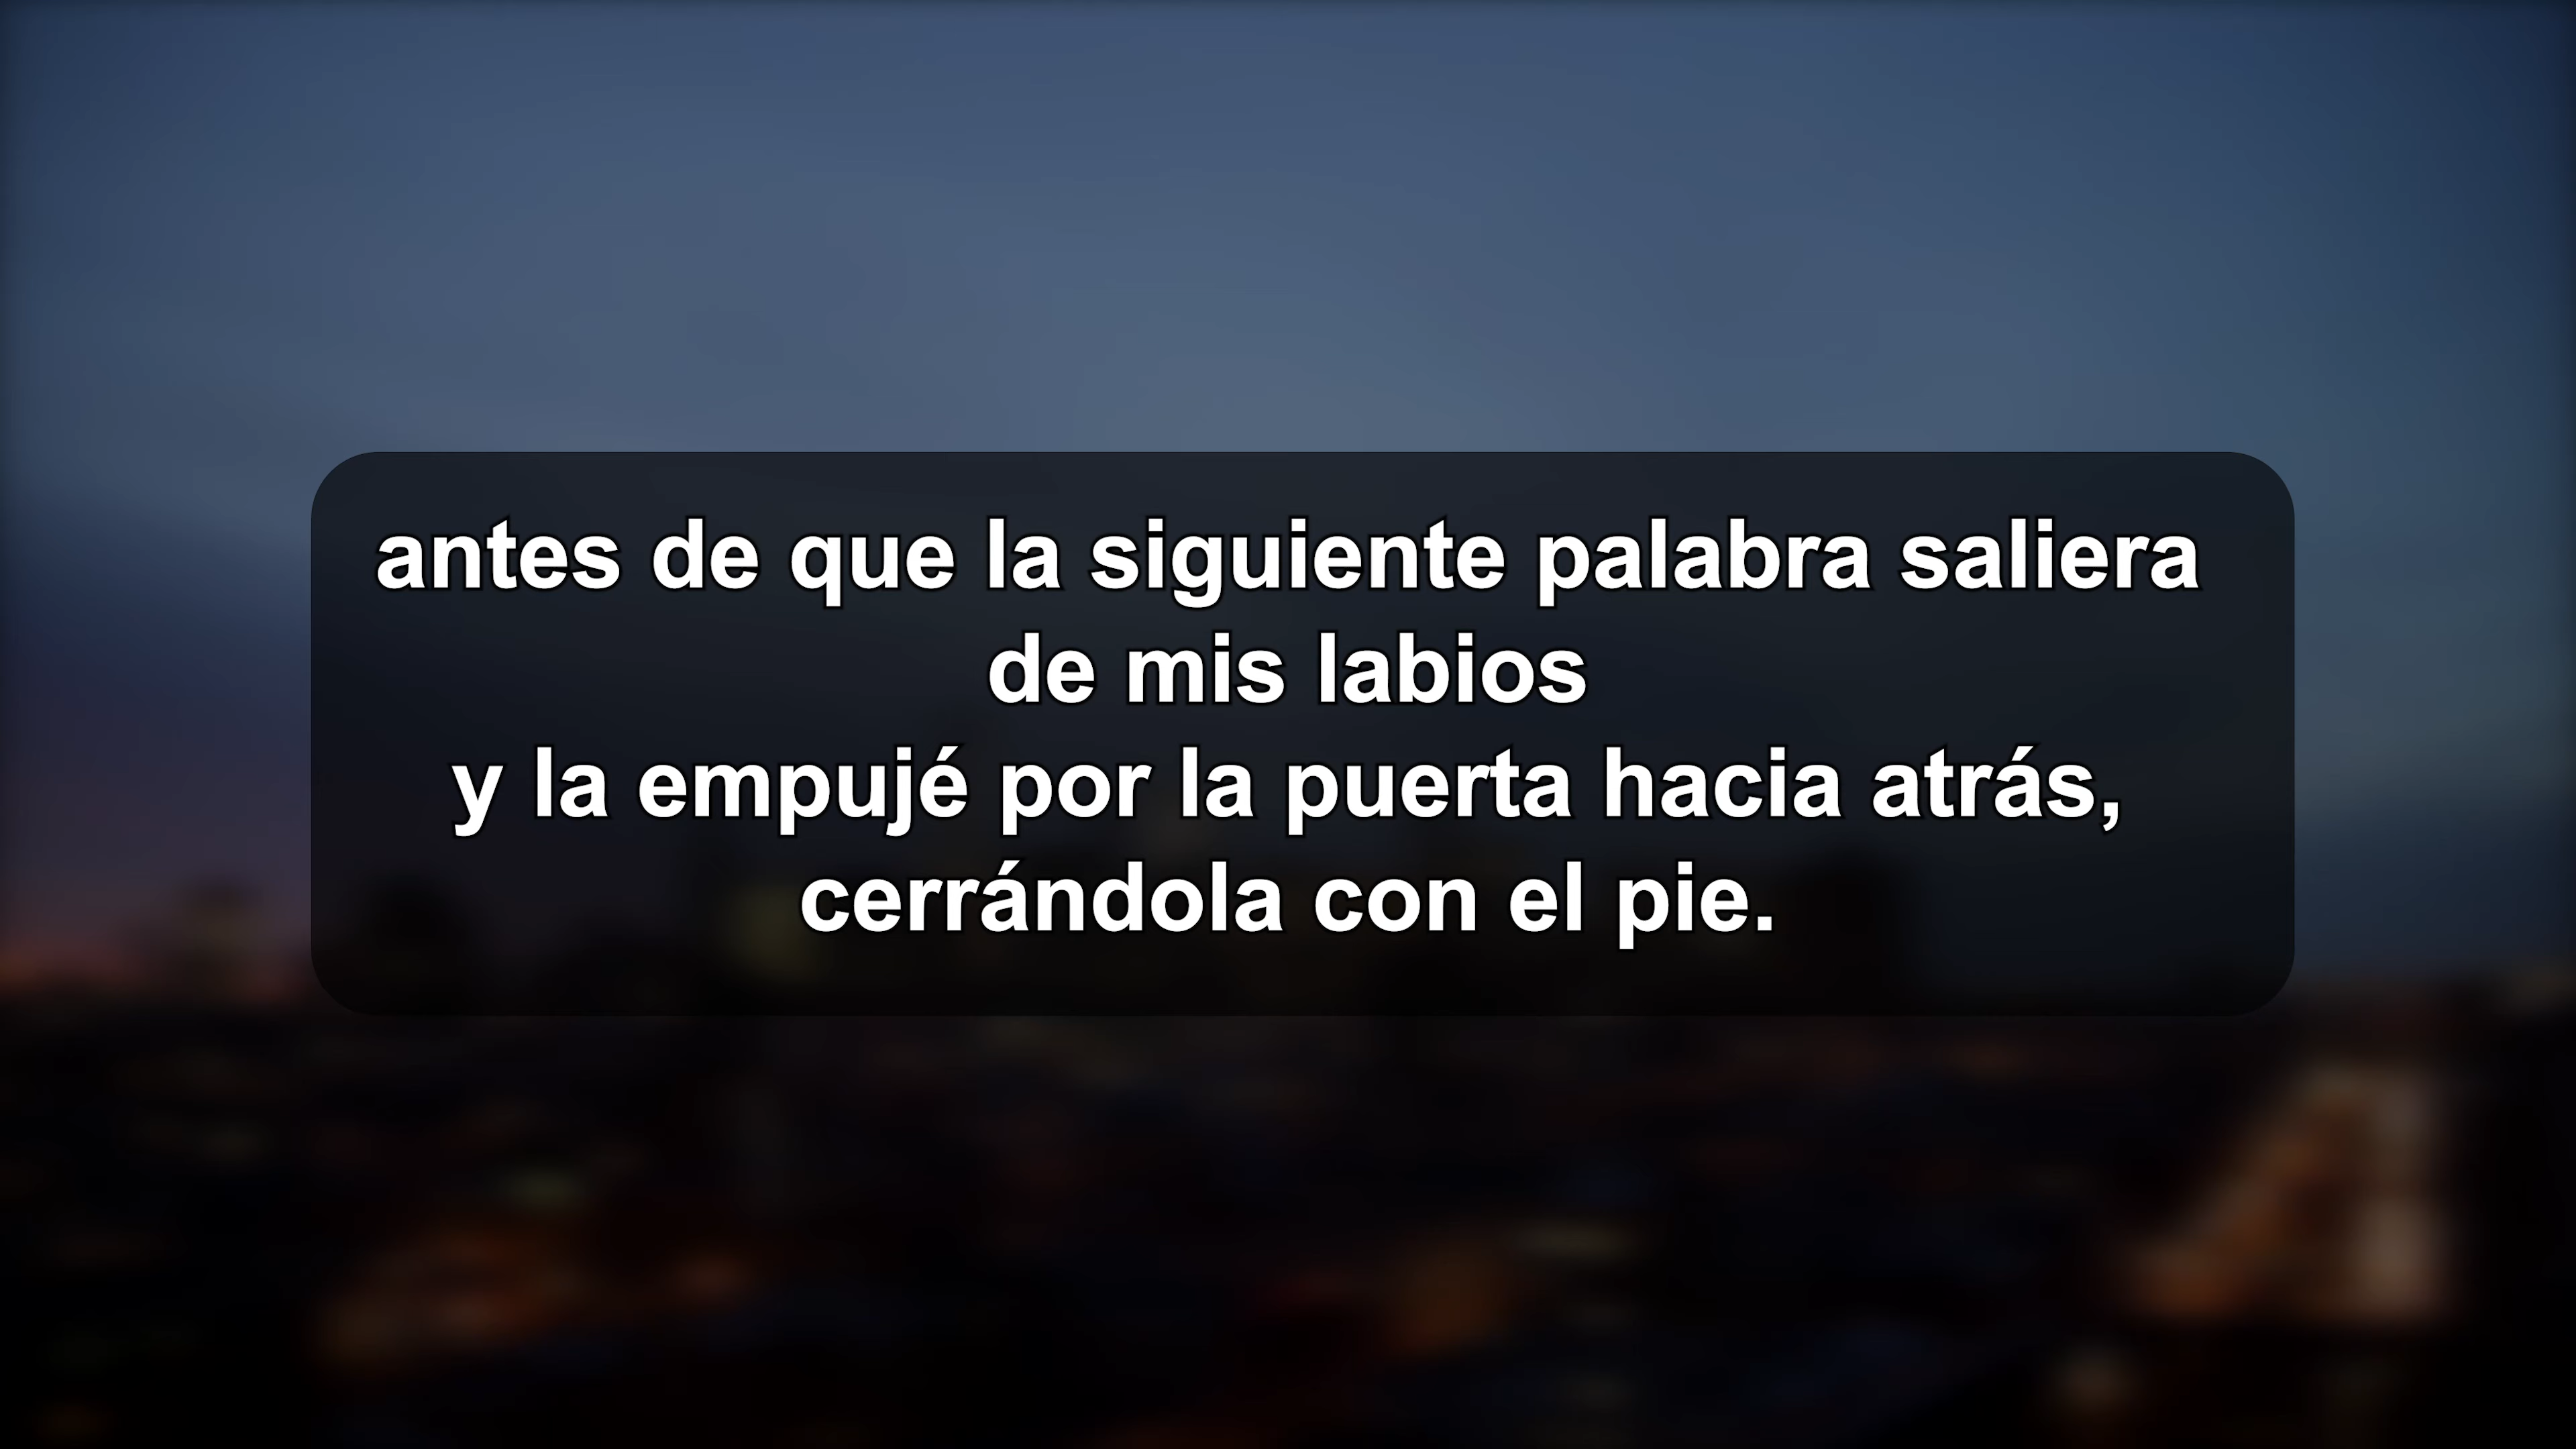 antes de que la siguiente palabra saliera
de mis labios
y la empujé por la puerta hacia atrás,
cerrándola con el pie.